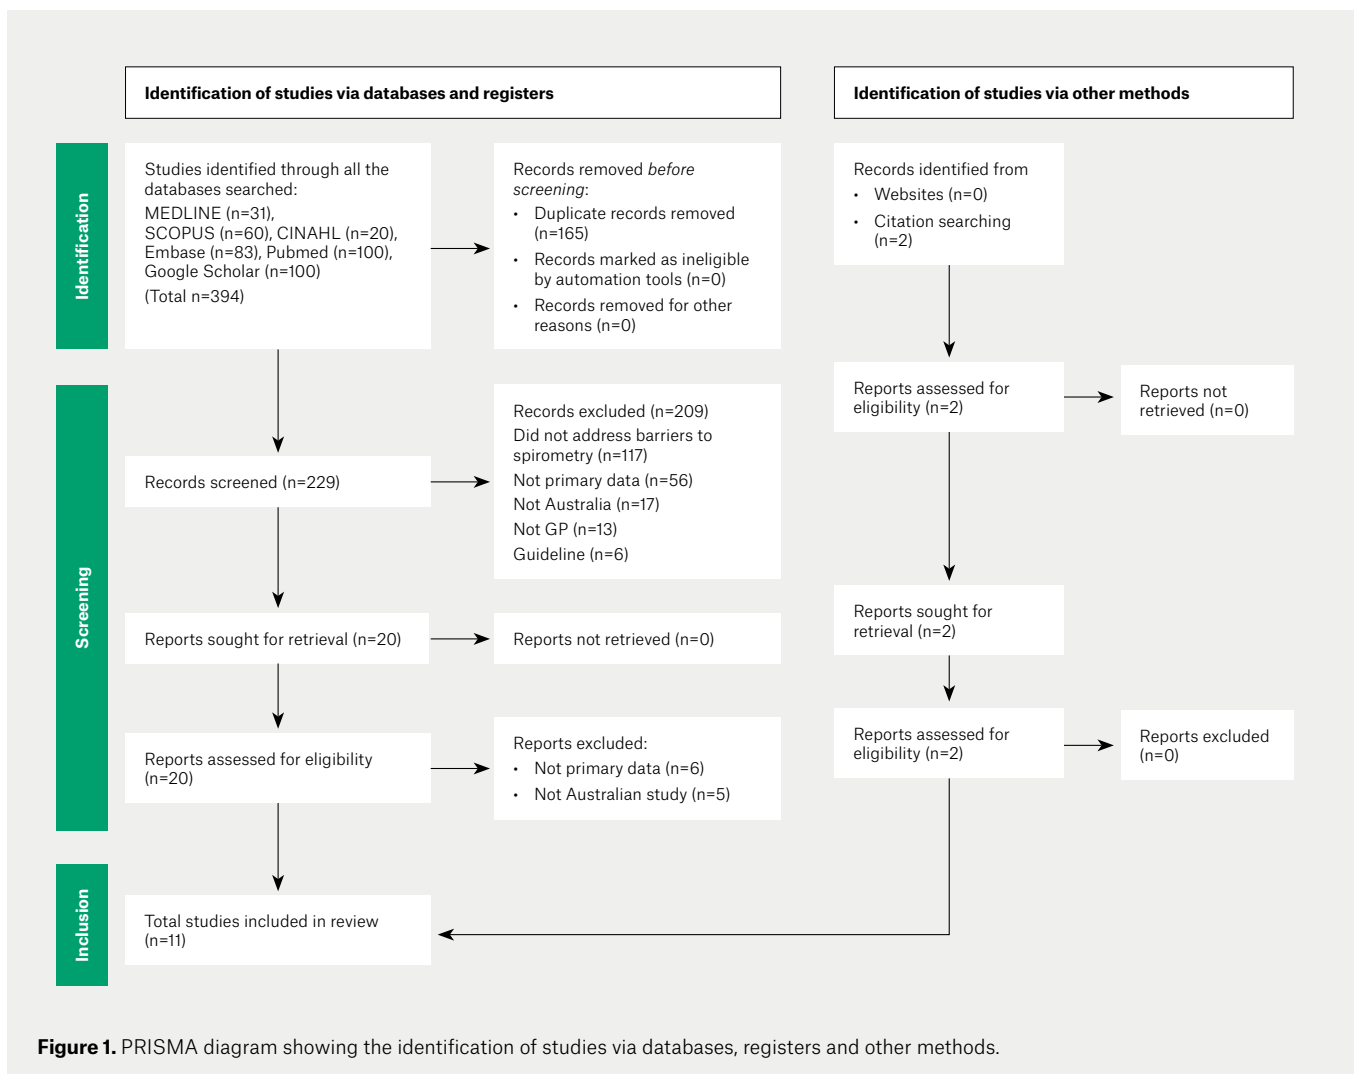 Identification of studies via databases and registers
Identification of studies via other methods
Identification
Studies identified through all the
databases searched:
MEDLINE (n=31),
SCOPUS (n=60), CINAHL (n=20),
Embase (n=83), Pubmed (n=100),
Google Scholar (n=100)
(Total n=394)
Records removed before
screening:
• Duplicate records removed
(n=165)
• Records marked as ineligible
by automation tools (n=0)
• Records removed for other
reasons (n=0)
Records identified from
• Websites (n=0)
• Citation searching
(n=2)
Screening
Records screened (n=229)
Records excluded (n=209)
Did not address barriers to
spirometry (n=117)
Not primary data (n=56)
Not Australia (n=17)
Not GP (n=13)
Guideline (n=6)
Reports assessed for
eligibility (n=2)
Reports not
retrieved (n=0)
Reports sought for retrieval (n=20)
Reports not retrieved (n=0)
Reports sought for
retrieval (n=2)
Reports assessed for eligibility
(n=20)
Reports excluded:
• Not primary data (n=6)
• Not Australian study (n=5)
Reports assessed for
eligibility (n=2)
Reports excluded
(n=0)
Inclusion
Total studies included in review
(n=11)
Figure 1. PRISMA diagram showing the identification of studies via databases, registers and other methods.